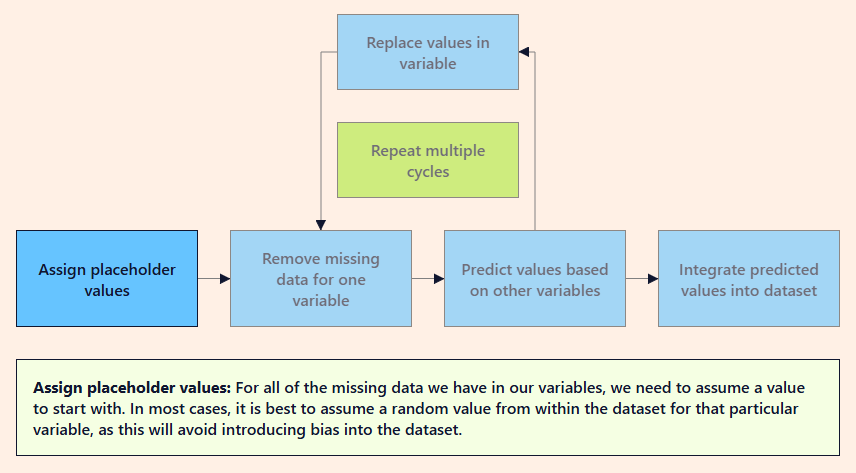 Replace values in
variable
Repeat multiple
cycles
Assign placeholder
values
Remove missing
data for one
variable
Predict values based
on other variables
Integrate predicted
values into dataset
Assign placeholder values: For all of the missing data we have in our variables, we need to assume a value
to start with. In most cases, it is best to assume a random value from within the dataset for that particular
variable, as this will avoid introducing bias into the dataset.